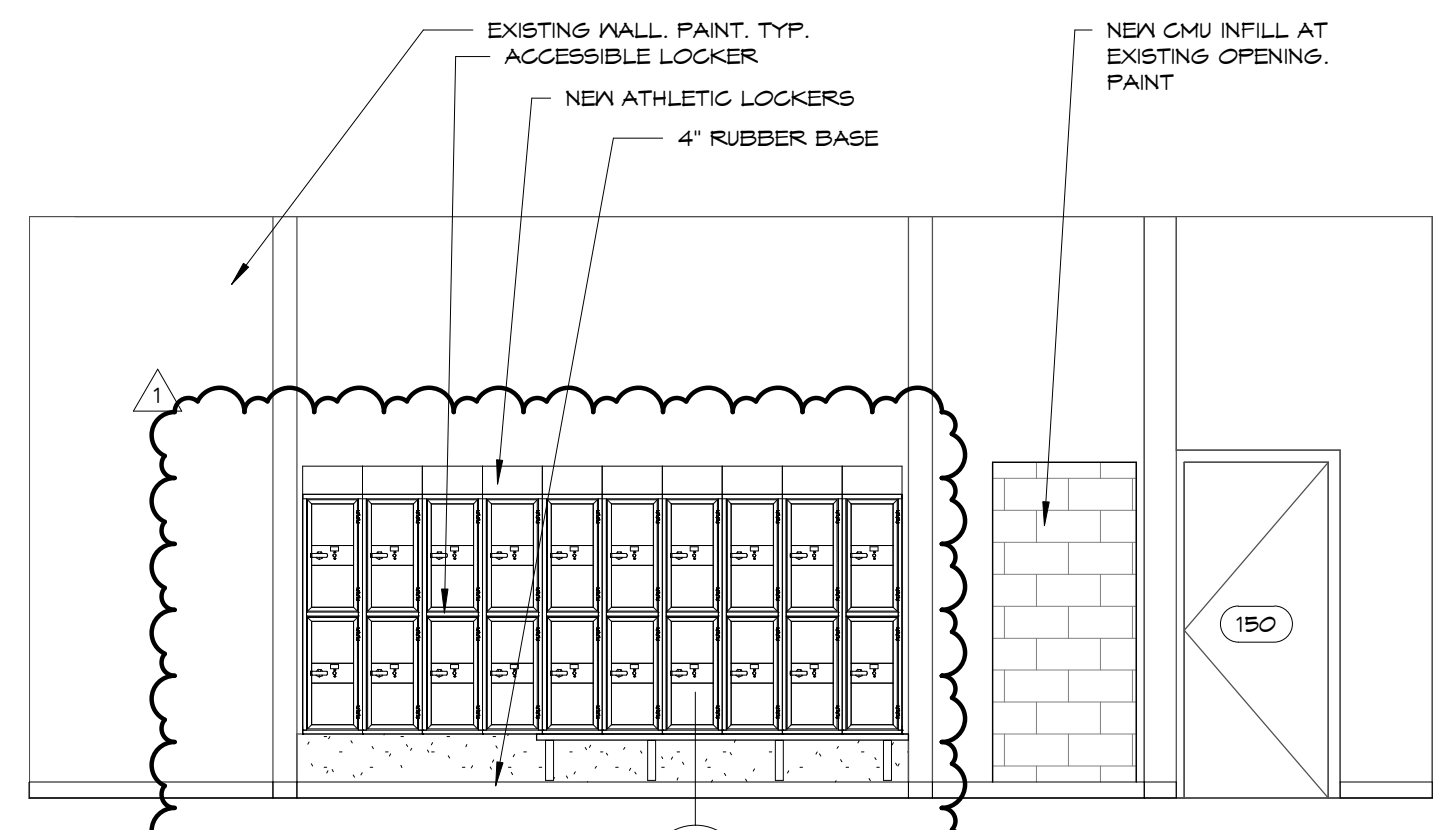 EXISTING WALL. PAINT. TYP.
ACCESSIBLE LOCKER
NEW ATHLETIC LOCKERS
4" RUBBER BASE
NEW CMU INFILL AT
EXISTING OPENING.
PAINT
1
150